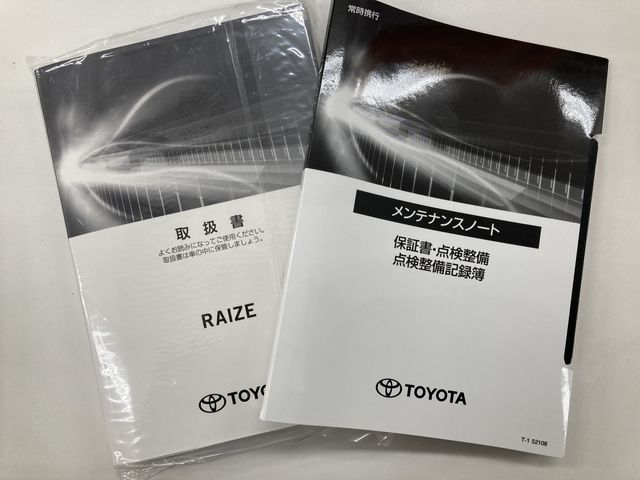 取扱書
よくお読みになってご使用ください。
取扱書は車の中に保管しましょう。
RAIZE
TOYO
常時携行
メンテナンスノート
保証書・点検整備
点検整備記録簿
TOYOTA
T-1 52108